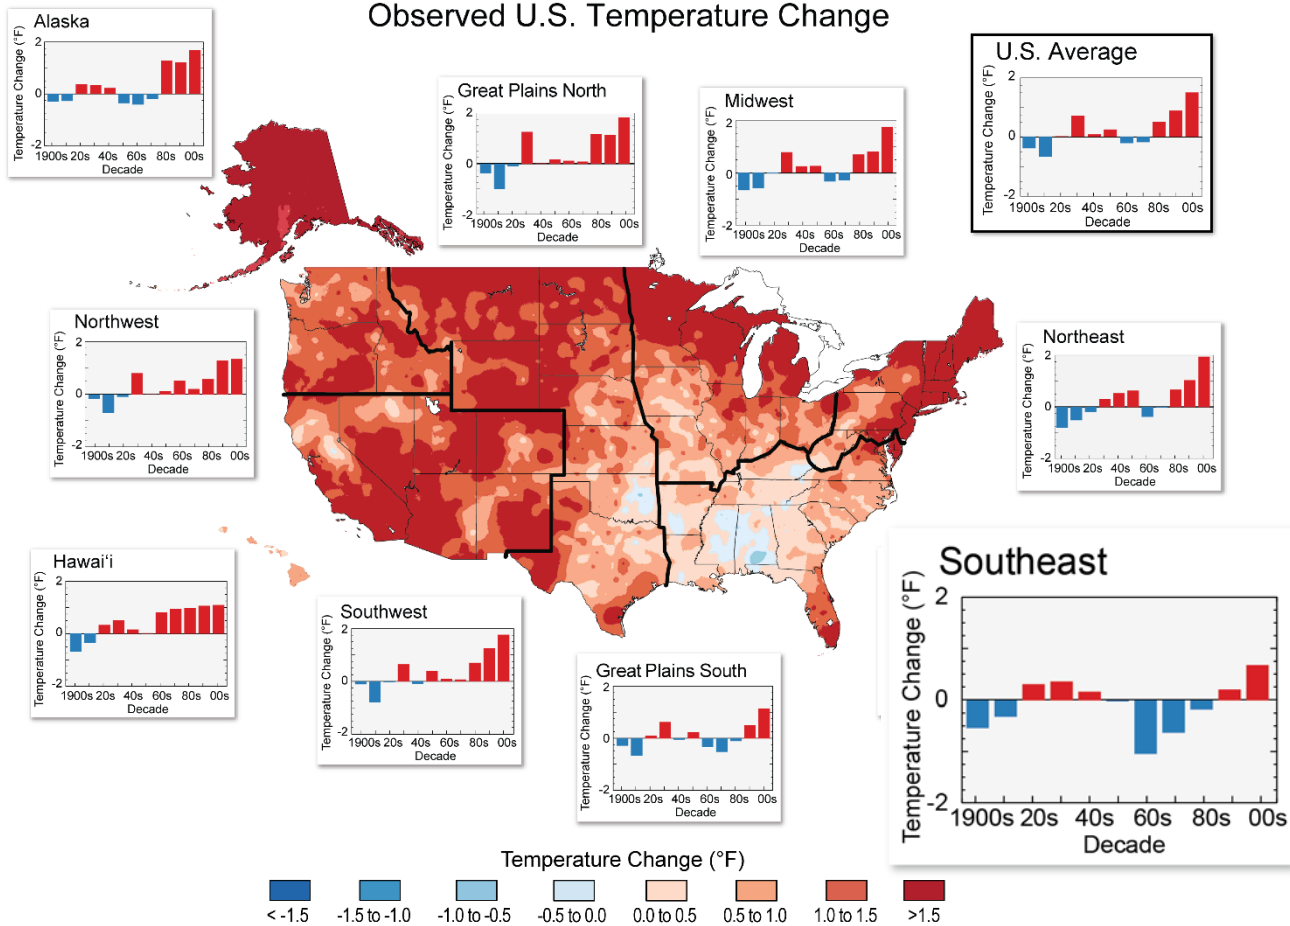 Observed U.S. Temperature Change
Alaska
Temperature Change (°F)
2
0
-2
1900s 20s 40s 60s 80s 00s
Decade
Great Plains North
Temperature Change (°F)
2
0
-2
1900s 20s 40s 60s 80s 00s
Decade
Midwest
Temperature Change (°F)
2
0
-2
1900s 20s 40s 60s 80s 00s
Decade
U.S. Average
Temperature Change (°F)
2
0
-2
1900s 20s 40s 60s 80s 00s
Decade
Northwest
Temperature Change (°F)
2
0
-2
1900s 20s 40s 60s 80s 00s
Decade
Northeast
Temperature Change (°F)
2
0
-2
1900s 20s 40s 60s 80s 00s
Decade
Hawai‘i
Temperature Change (°F)
2
0
-2
1900s 20s 40s 60s 80s 00s
Decade
Southwest
Temperature Change (°F)
2
0
-2
1900s 20s 40s 60s 80s 00s
Decade
Great Plains South
Temperature Change (°F)
2
0
-2
1900s 20s 40s 60s 80s 00s
Decade
Southeast
Temperature Change (°F)
2
0
-2
1900s 20s 40s 60s 80s 00s
Decade
Temperature Change (°F)
< -1.5 -1.5 to -1.0 -1.0 to -0.5 -0.5 to 0.0 0.0 to 0.5 0.5 to 1.0 1.0 to 1.5 >1.5